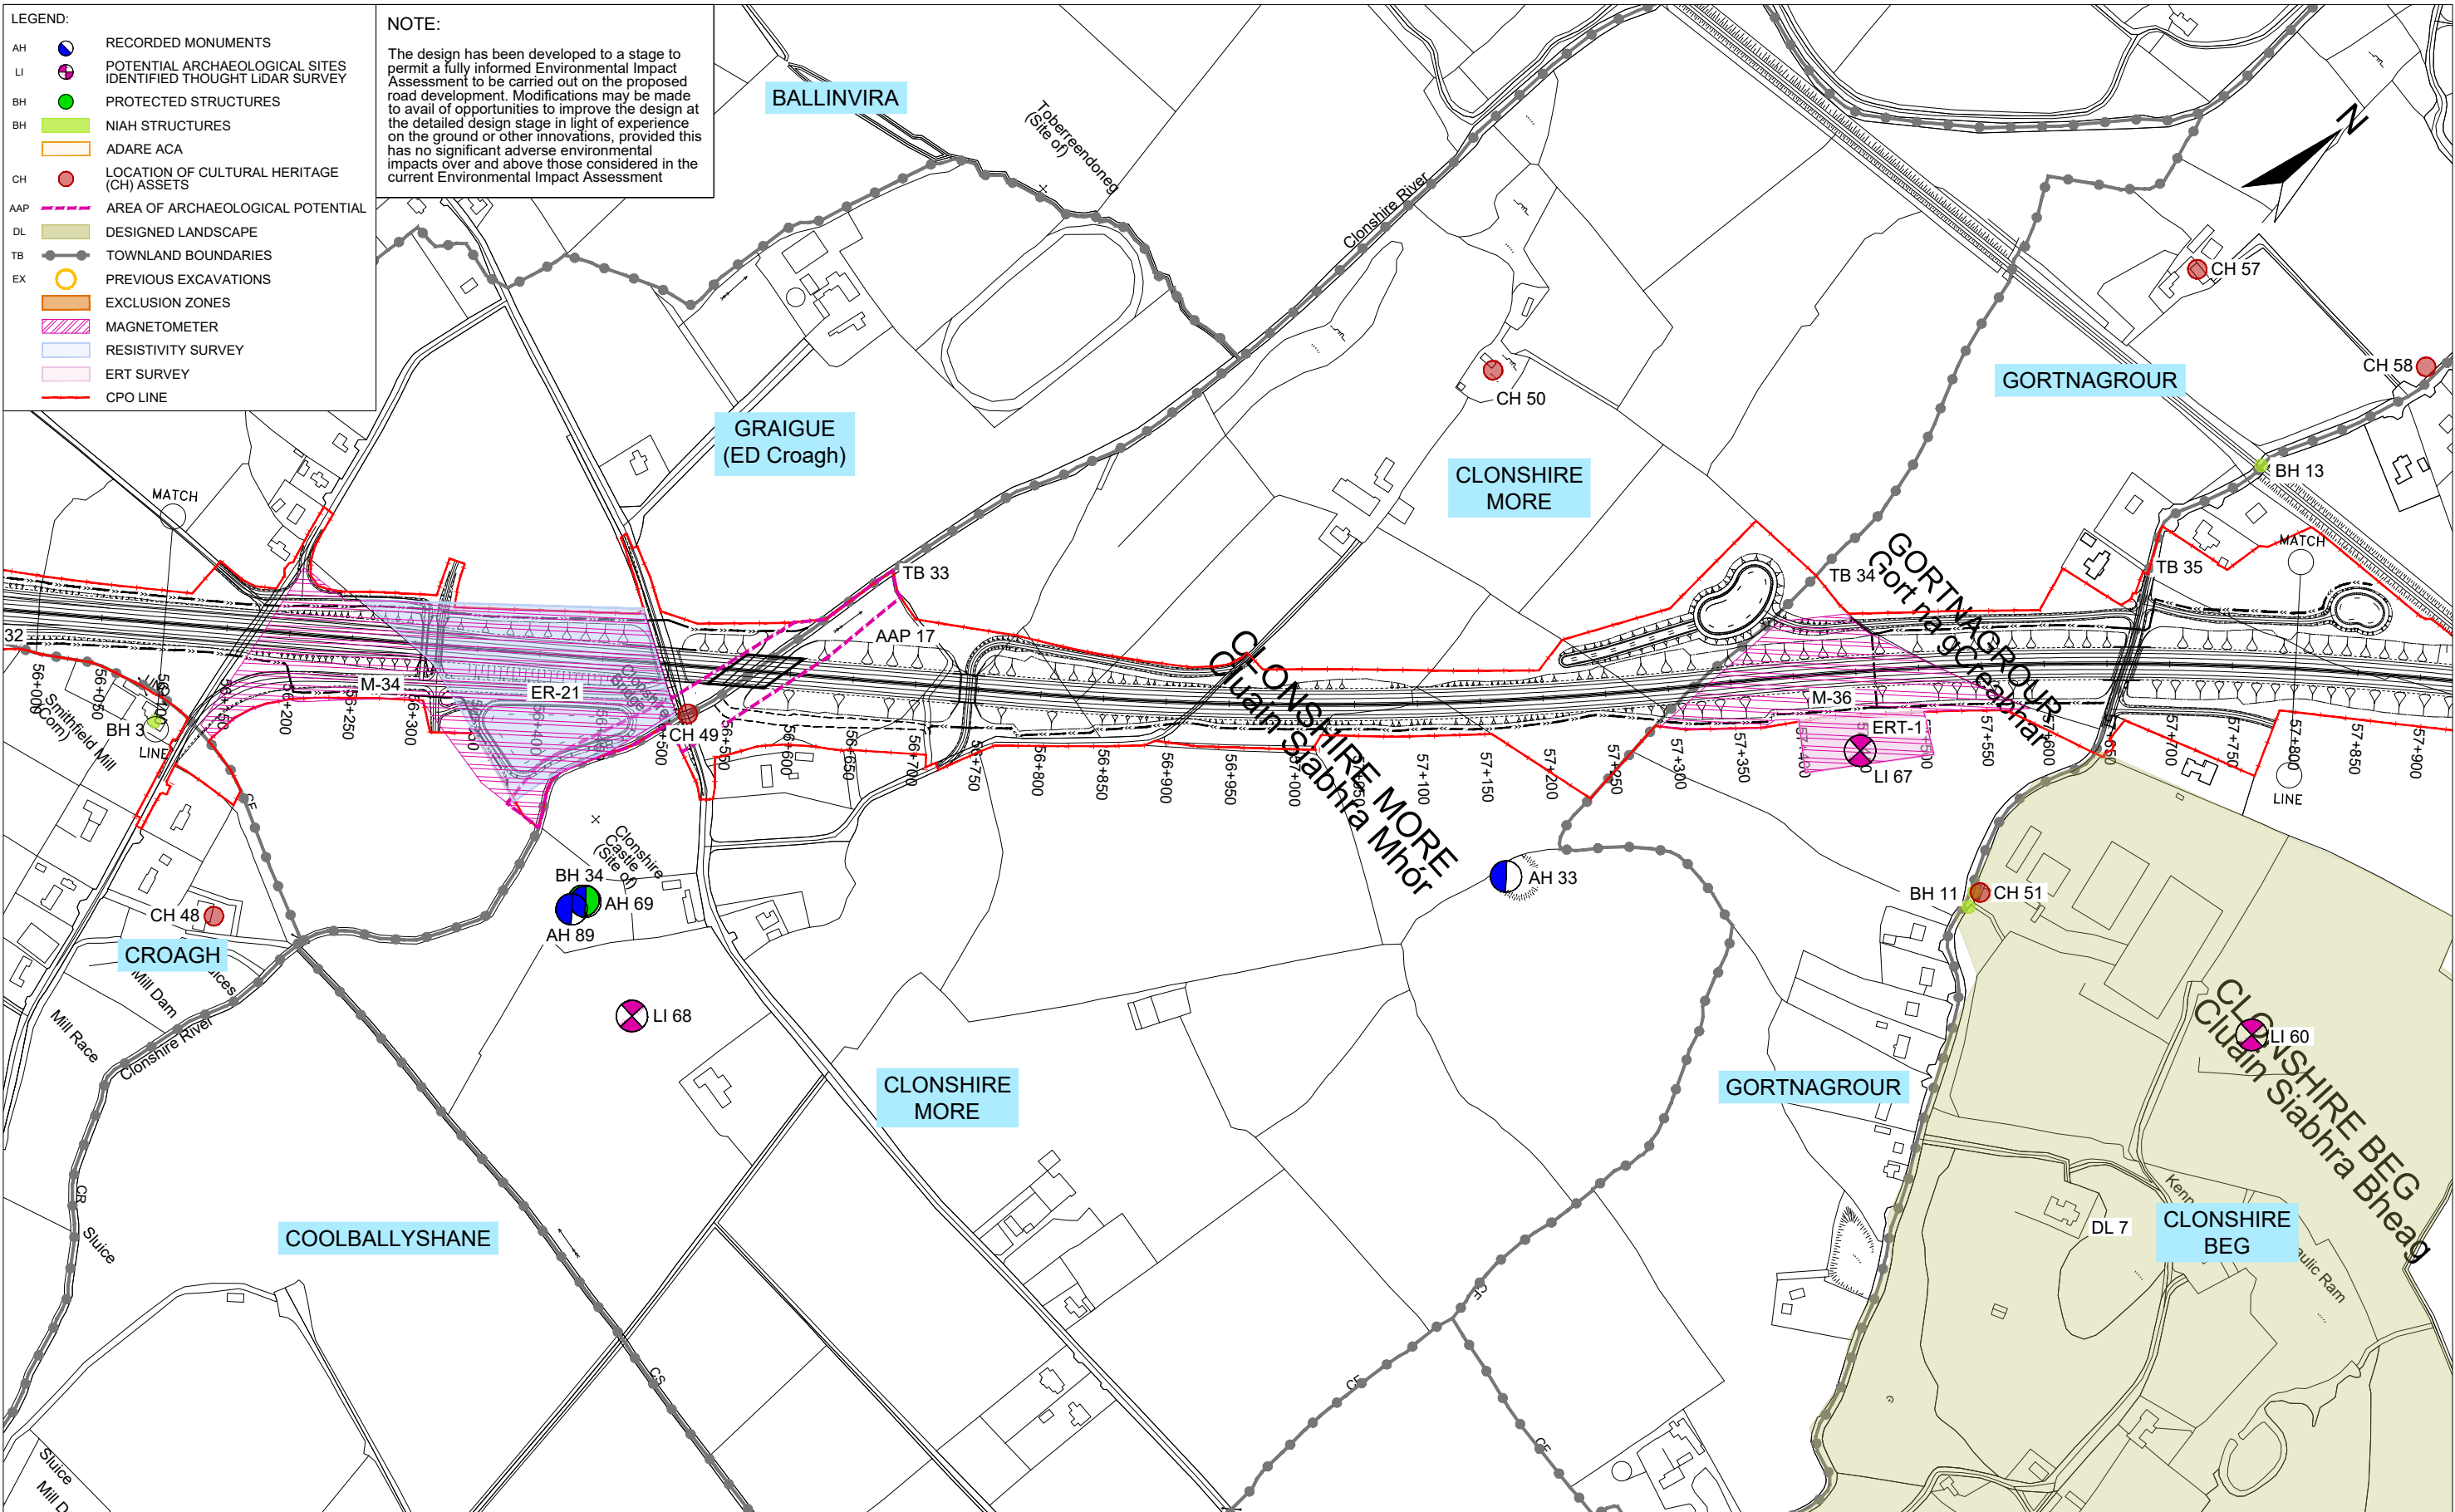 LEGEND:
AH RECORDED MONUMENTS
LI POTENTIAL ARCHAEOLOGICAL SITES
IDENTIFIED THOUGHT LiDAR SURVEY
BH PROTECTED STRUCTURES
BH NIAH STRUCTURES
ADARE ACA
CH LOCATION OF CULTURAL HERITAGE
(CH) ASSETS
AAP AREA OF ARCHAEOLOGICAL POTENTIAL
DL DESIGNED LANDSCAPE
TB TOWNLAND BOUNDARIES
EX PREVIOUS EXCAVATIONS
EXCLUSION ZONES
MAGNETOMETER
RESISTIVITY SURVEY
ERT SURVEY
CPO LINE
NOTE:
The design has been developed to a stage to
permit a fully informed Environmental Impact
Assessment to be carried out on the proposed
road development. Modifications may be made
to avail of opportunities to improve the design at
the detailed design stage in light of experience
on the ground or other innovations, provided this
has no significant adverse environmental
impacts over and above those considered in the
current Environmental Impact Assessment
BALLINVIRA
Toberreendoneg
(Site of)
Clonshire River
N
CH 57
CH 58
GORTNAGROUR
CH 50
GRAIGUE
(ED Croagh)
CLONSHIRE
MORE
BH 13
MATCH
MATCH
TB 33
TB 34
TB 35
GORTNAGROUR
Gort na gCreabhar
AAP 17
32
M-34
ER-21
M-36
ERT-1
LI 67
CH 49
BH 3
LINE
LINE
Smithfield Mill
(Corn)
56+000
56+050
56+200
56+250
56+300
56+400
56+600
56+650
56+700
56+750
56+800
56+850
56+900
56+950
57+000
57+100
57+150
57+200
57+250
57+300
57+350
57+400
57+550
57+600
57+650
57+700
57+750
57+800
57+850
57+900
CLONSHIRE MORE
Cluain Siabhra Mhór
Clonshire
Castle
(Site of)
BH 34
AH 69
AH 89
AH 33
BH 11
CH 51
CH 48
CROAGH
Mill Dam
Mill Race
Clonshire River
LI 68
LI 60
CLONSHIRE BEG
Cluain Siabhra Bheag
CLONSHIRE
MORE
GORTNAGROUR
CR
Sluice
COOLBALLYSHANE
DL 7
CLONSHIRE
BEG
CS
Sluice